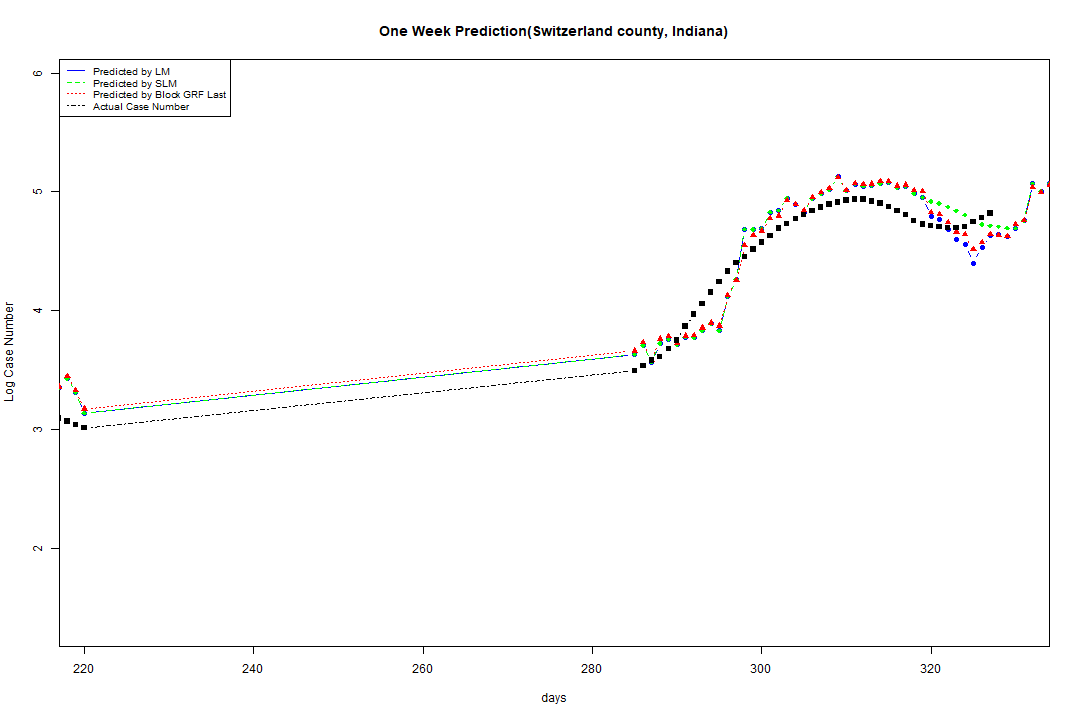 One Week Prediction(Switzerland county, Indiana)
Predicted by LM
Predicted by SLM
Predicted by Block GRF Last
Actual Case Number
6
5
4
3
2
Log Case Number
220 240 260 280 300 320
days